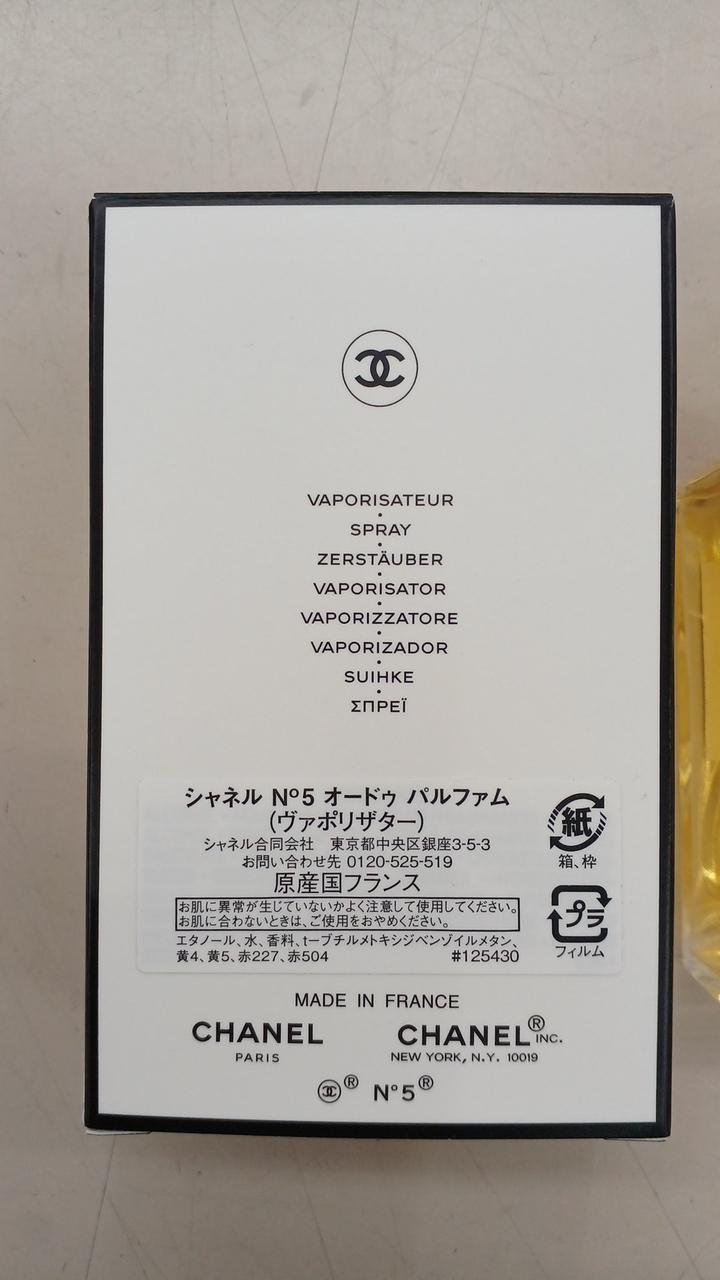 VAPORISATEUR
SPRAY
ZERSTÄUBER
VAPORISATOR
VAPORIZZATORE
VAPORIZADOR
SUIHKE
ΣΠΡΕΪ
シャネル Nº5 オードゥ パルファム
(ヴァポリザター)
シャネル合同会社 東京都中央区銀座3-5-3
お問い合わせ先 0120-525-519
原産国フランス
お肌に異常が生じていないかよく注意して使用してください。
お肌に合わないときは、ご使用をおやめください。
エタノール、水、香料、t-ブチルメトキシジベンゾイルメタン、
黄4、黄5、赤227、赤504 #125430
紙
箱、枠
プラ
フィルム
MADE IN FRANCE
CHANEL CHANEL® INC.
PARIS NEW YORK, N.Y. 10019
® N°5®